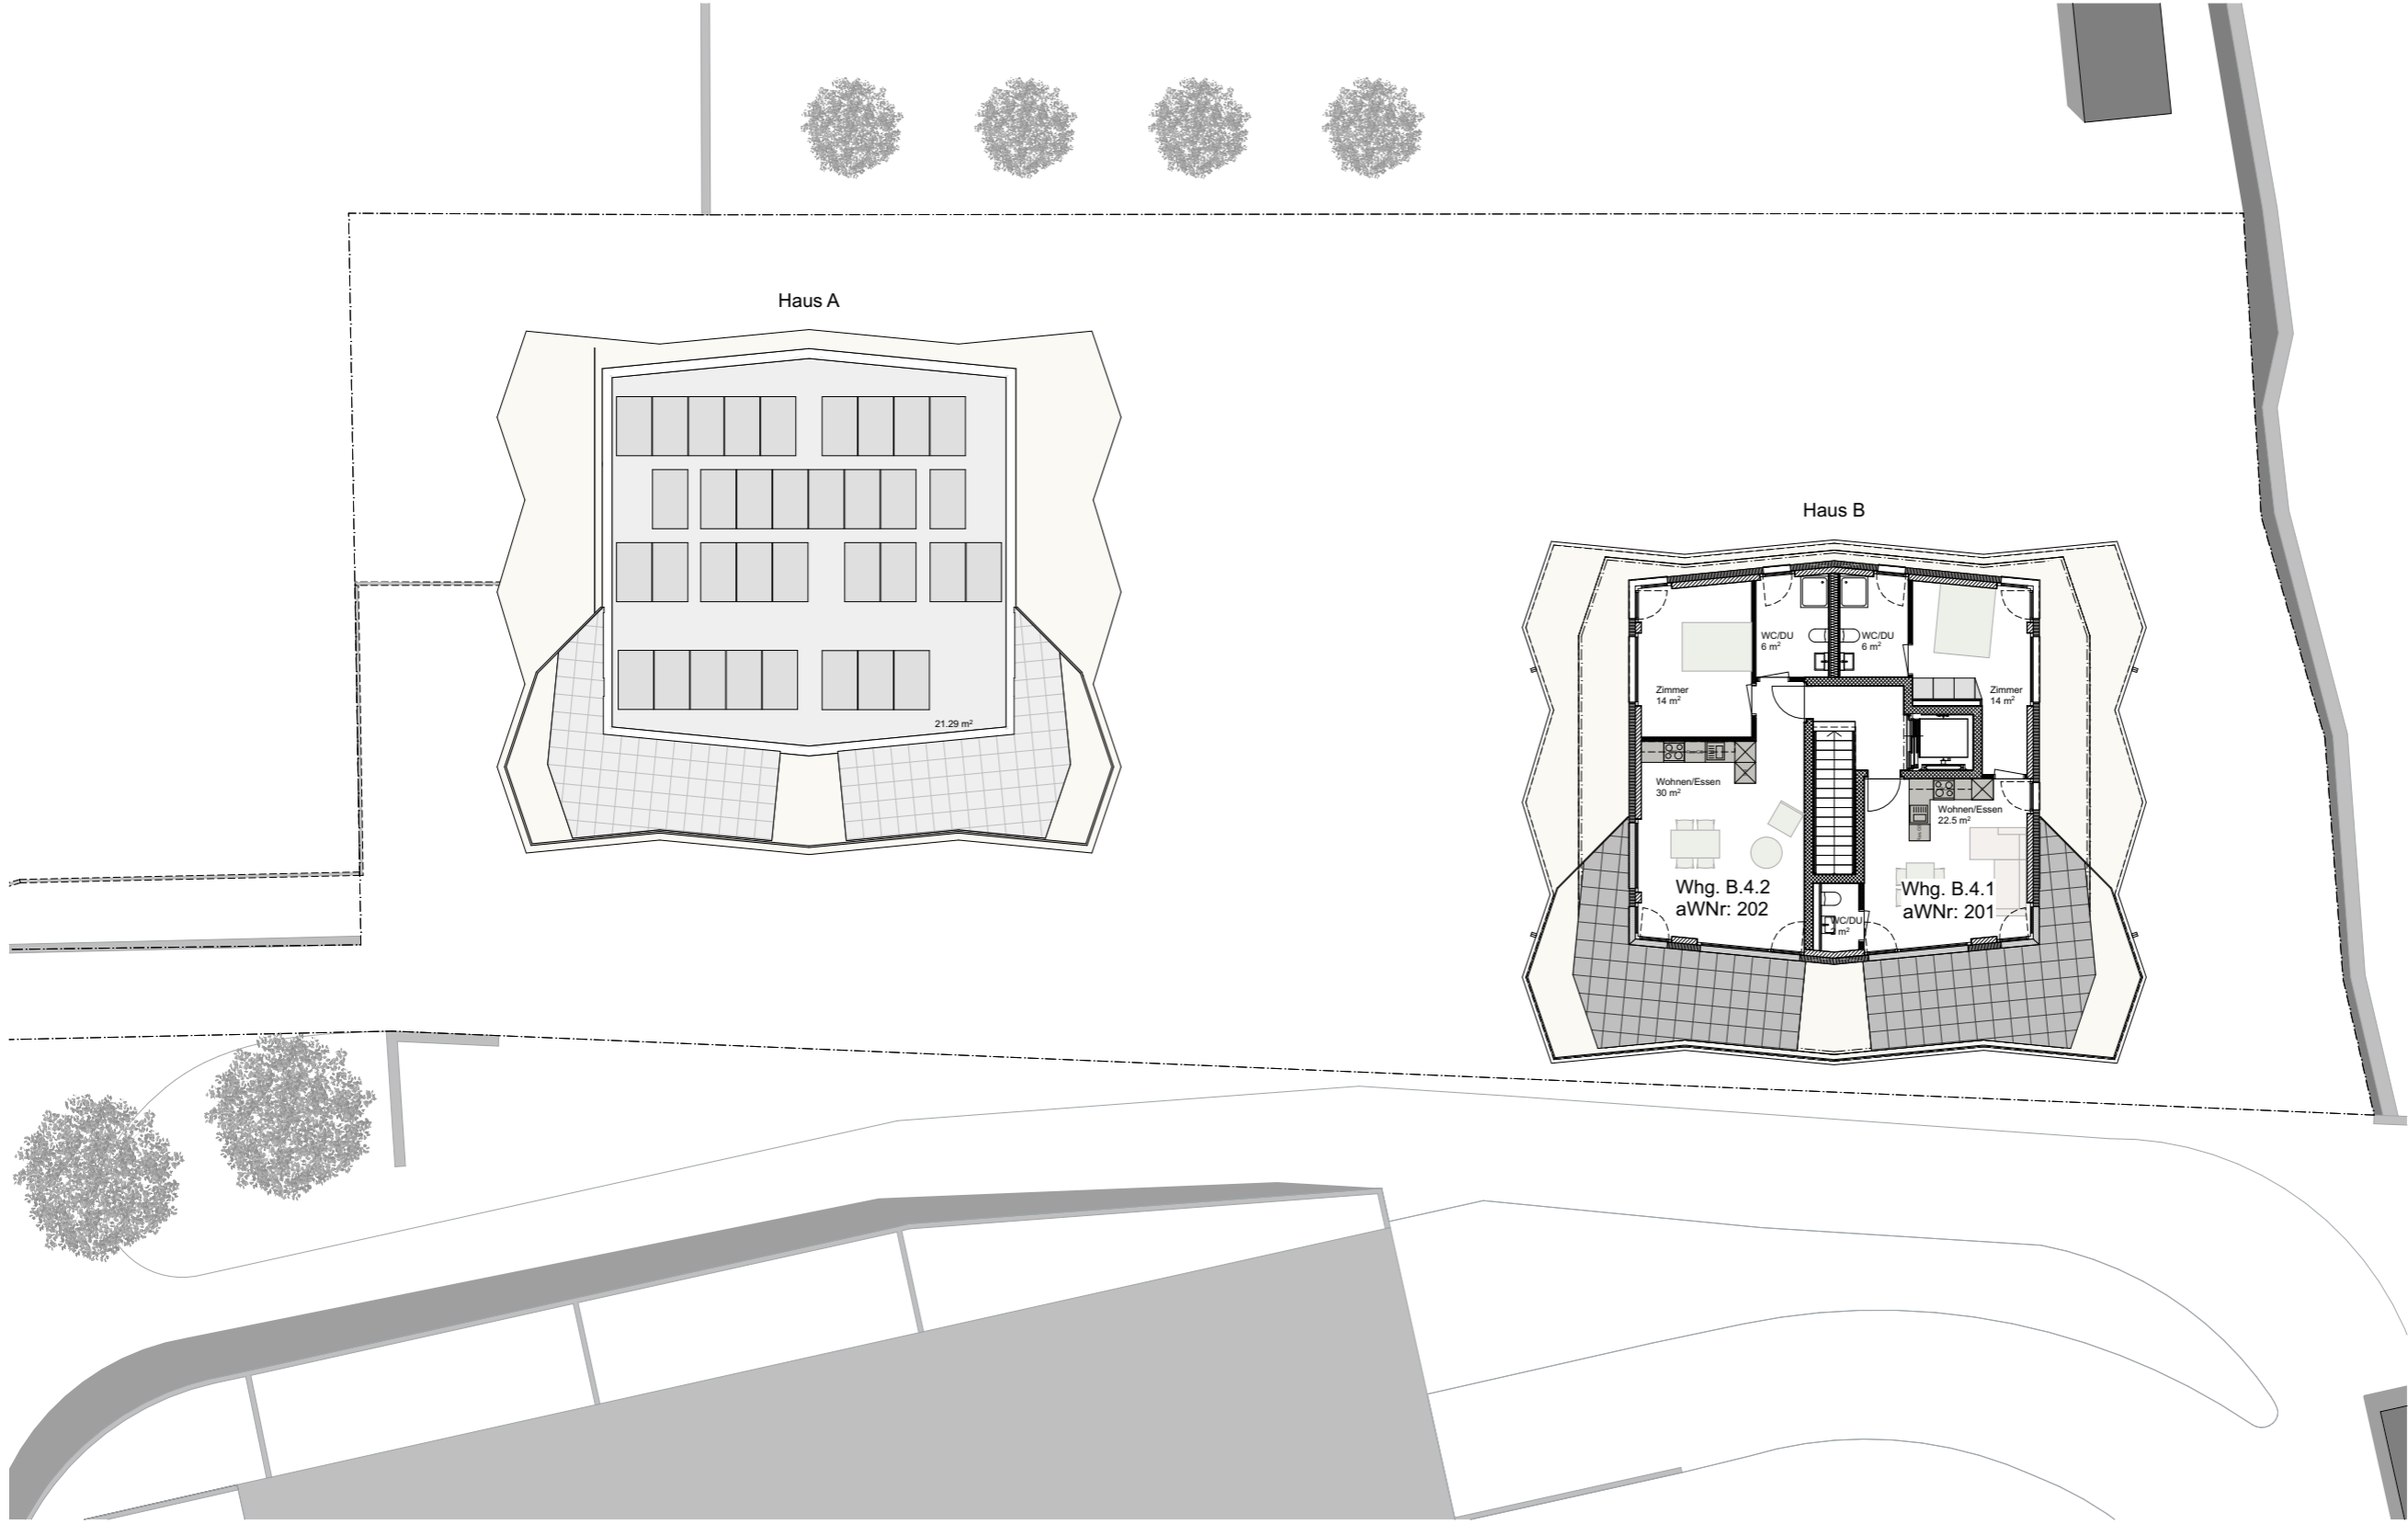 Haus A
21.29 m²
Haus B
WC/DU
6 m²
WC/DU
6 m²
Zimmer
14 m²
Zimmer
14 m²
Wohnen/Essen
30 m²
Wohnen/Essen
22.5 m²
Whg. B.4.2
aWNr: 202
Whg. B.4.1
aWNr: 201
WC/DU
m²